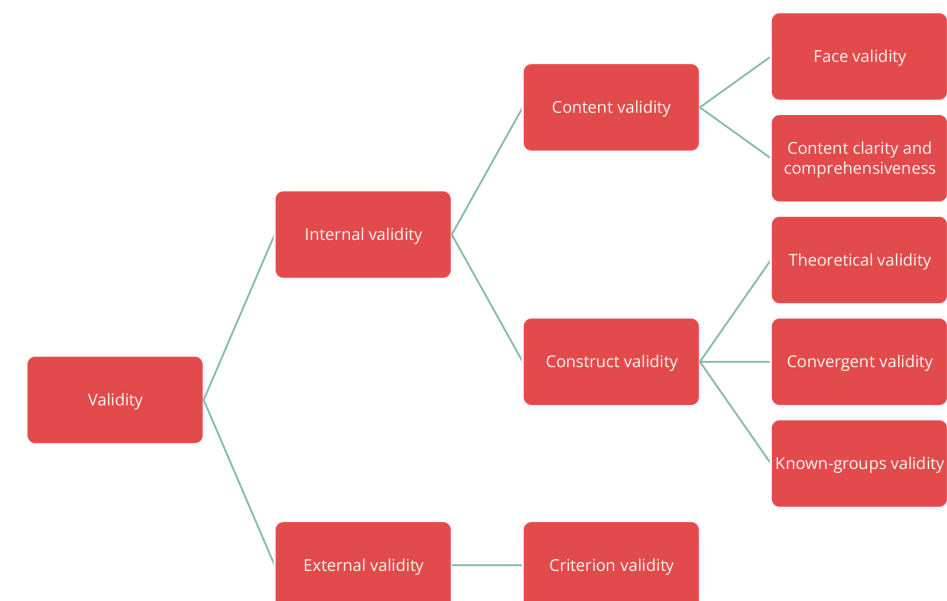 Face validity
Content validity
Content clarity and
comprehensiveness
Internal validity
Theoretical validity
Construct validity
Convergent validity
Validity
Known-groups validity
External validity
Criterion validity